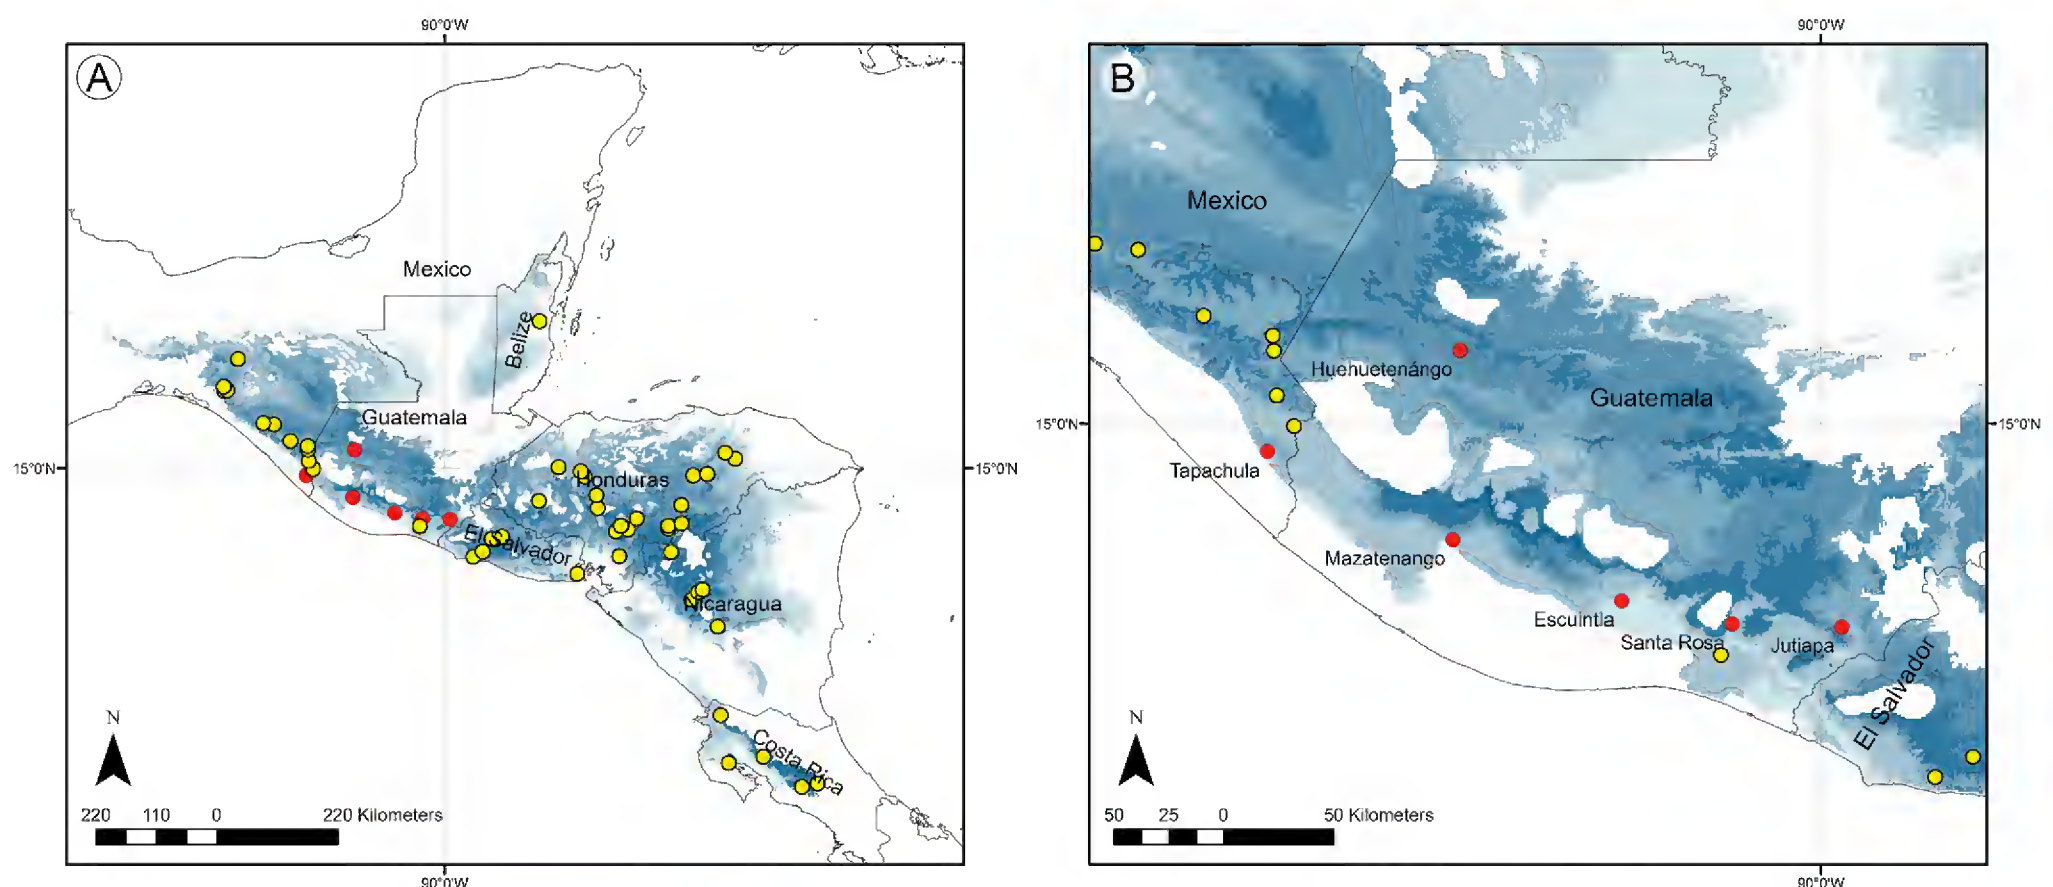 90°0'W
A
Mexico
Belize
Guatemala
15°0'N
15°0'N
Honduras
El Salvador
Nicaragua
Costa Rica
N
220 110 0 220 Kilometers
90°0'W
90°0'W
B
Mexico
Huehuetenángo
Guatemala
15°0'N
15°0'N
Tapachula
Mazatenango
Escuintla
Santa Rosa
Jutiapa
El Salvador
N
50 25 0 50 Kilometers
90°0'W